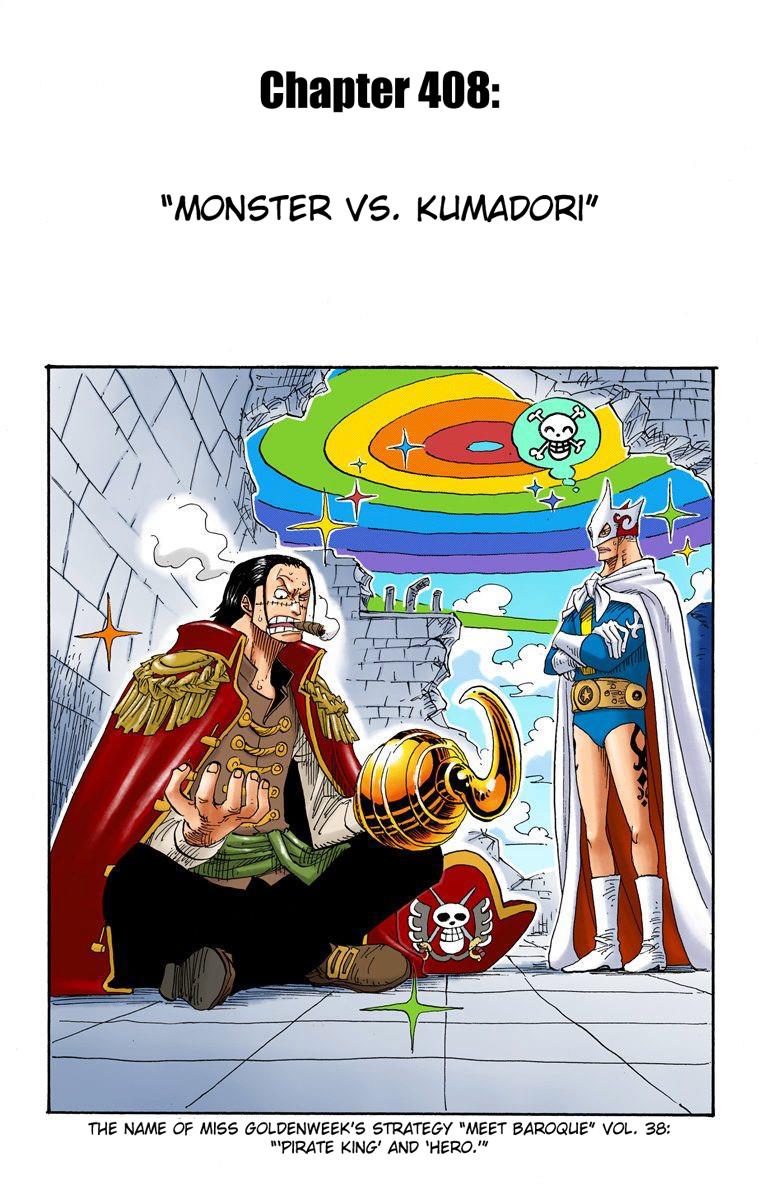 Chapter 408:
"MONSTER VS. KUMADORI"
THE NAME OF MISS GOLDENWEEK'S STRATEGY "MEET BAROQUE" VOL. 38:
"'PIRATE KING' AND 'HERO.'"